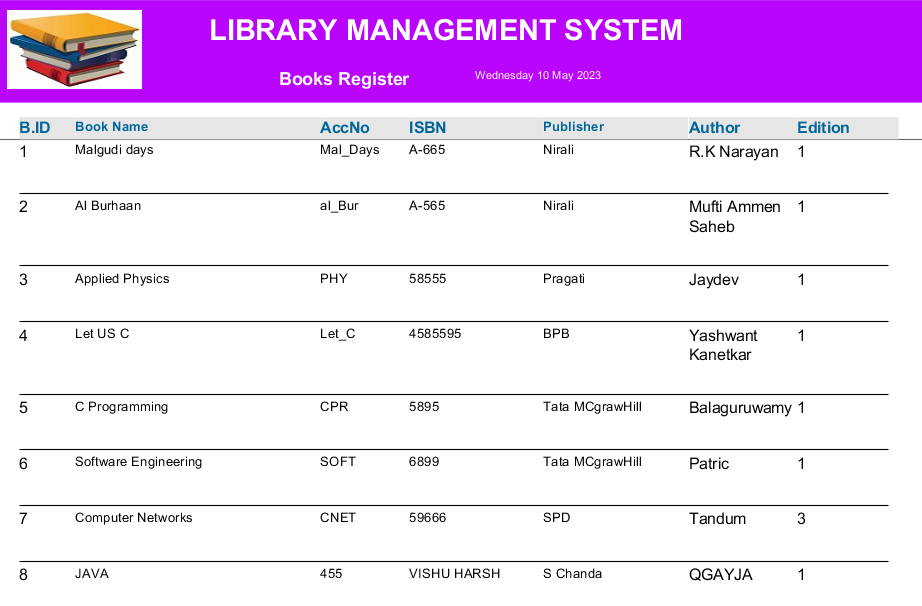 LIBRARY MANAGEMENT SYSTEM
Books Register Wednesday 10 May 2023
B.ID Book Name AccNo ISBN Publisher Author Edition
1 Malgudi days Mal_Days A-665 Nirali R.K Narayan 1
2 Al Burhaan al_Bur A-565 Nirali Mufti Ammen 1
Saheb
3 Applied Physics PHY 58555 Pragati Jaydev 1
4 Let US C Let_C 4585595 BPB Yashwant 1
Kanetkar
5 C Programming CPR 5895 Tata MCgrawHill Balaguruwamy 1
6 Software Engineering SOFT 6899 Tata MCgrawHill Patric 1
7 Computer Networks CNET 59666 SPD Tandum 3
8 JAVA 455 VISHU HARSH S Chanda QGAYJA 1